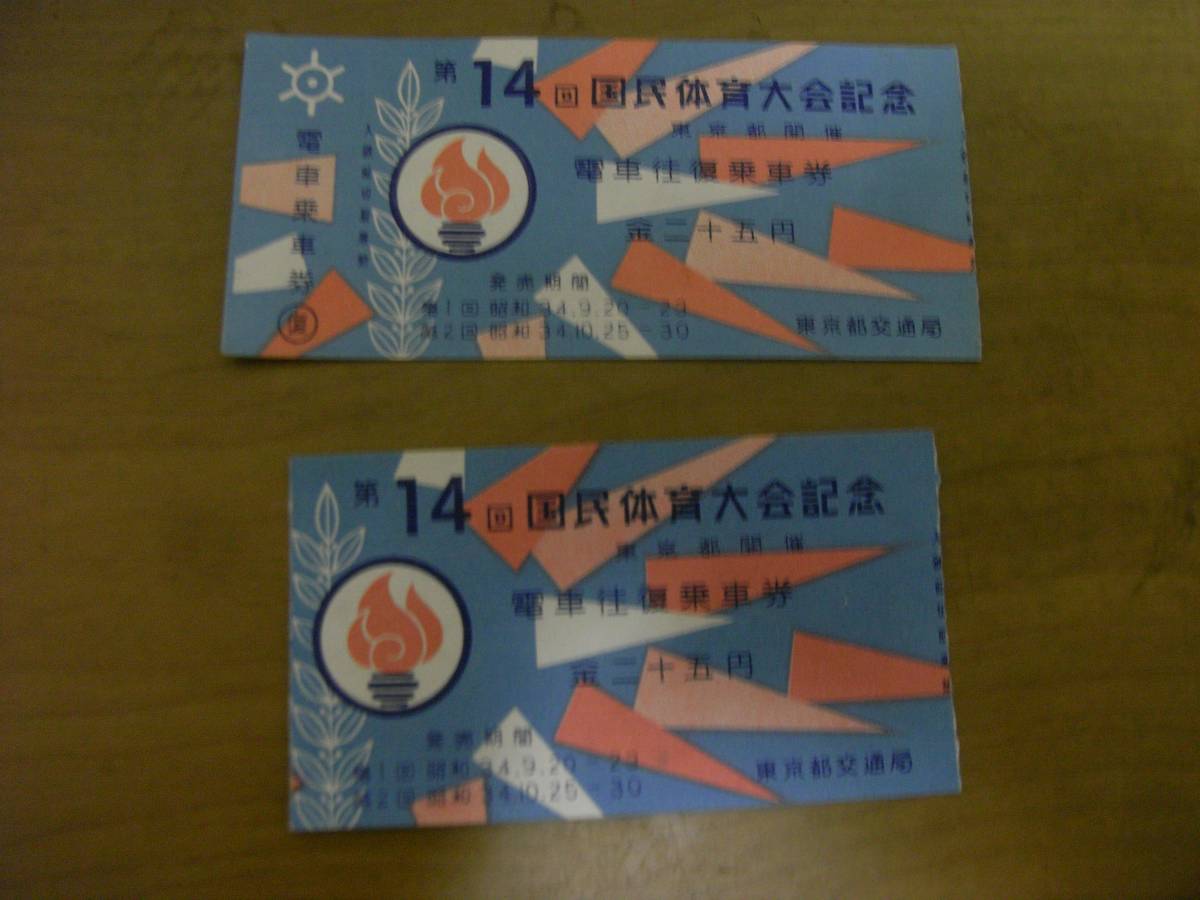 第14回国民体育大会記念
東京都開催
電車往復乗車券
金二十五円
発売期間
第1回 昭和34.9.20-23
第2回 昭和34.10.25-30
東京都交通局
電車乗車券
復
第14回国民体育大会記念
東京都開催
電車往復乗車券
金二十五円
発売期間
第1回 昭和34.9.20-23
第2回 昭和34.10.25-30
東京都交通局